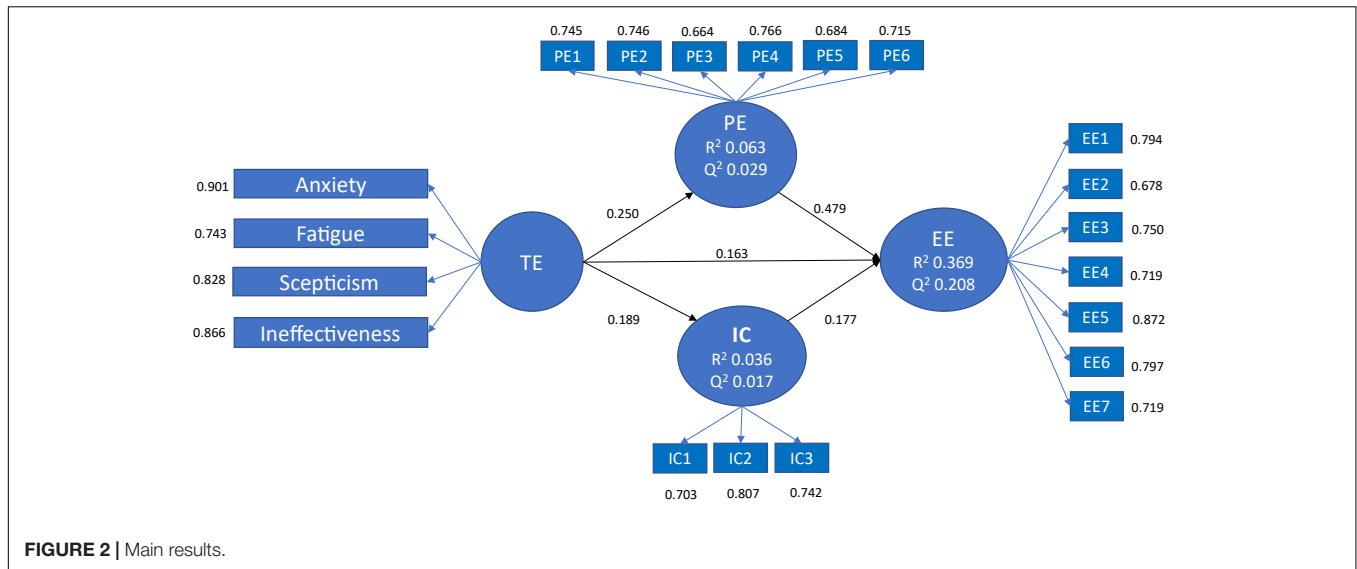 0.745 0.746 0.664 0.766 0.684 0.715
PE1 PE2 PE3 PE4 PE5 PE6
PE
R² 0.063
Q² 0.029
0.901 Anxiety
0.743 Fatigue
0.828 Scepticism
0.866 Ineffectiveness
TE
0.250
0.479
0.163
0.189
0.177
IC
R² 0.036
Q² 0.017
IC1 IC2 IC3
0.703 0.807 0.742
EE
R² 0.369
Q² 0.208
EE1 0.794
EE2 0.678
EE3 0.750
EE4 0.719
EE5 0.872
EE6 0.797
EE7 0.719
FIGURE 2 | Main results.